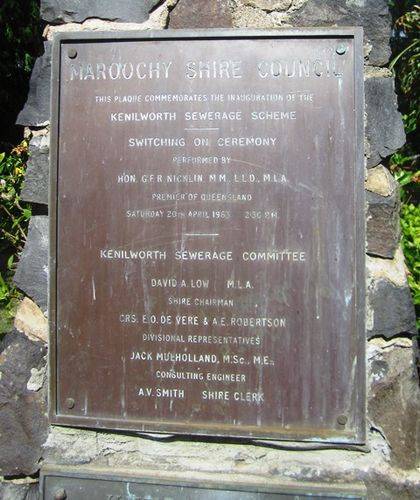 MAROOCHY SHIRE COUNCIL
THIS PLAQUE COMMEMORATES THE INAUGURATION OF THE
KENILWORTH SEWERAGE SCHEME
SWITCHING ON CEREMONY
PERFORMED BY
HON. G.F.R. NICKLIN M.M., L.L.D., M.L.A.
PREMIER OF QUEENSLAND
SATURDAY 20TH APRIL 1963 2:30 P.M.
KENILWORTH SEWERAGE COMMITTEE
DAVID A. LOW M.L.A.
SHIRE CHAIRMAN
CRS. E.O. DE VERE & A.E. ROBERTSON
DIVISIONAL REPRESENTATIVES
JACK MULHOLLAND, M.Sc., M.E.,
CONSULTING ENGINEER
A.V. SMITH SHIRE CLERK